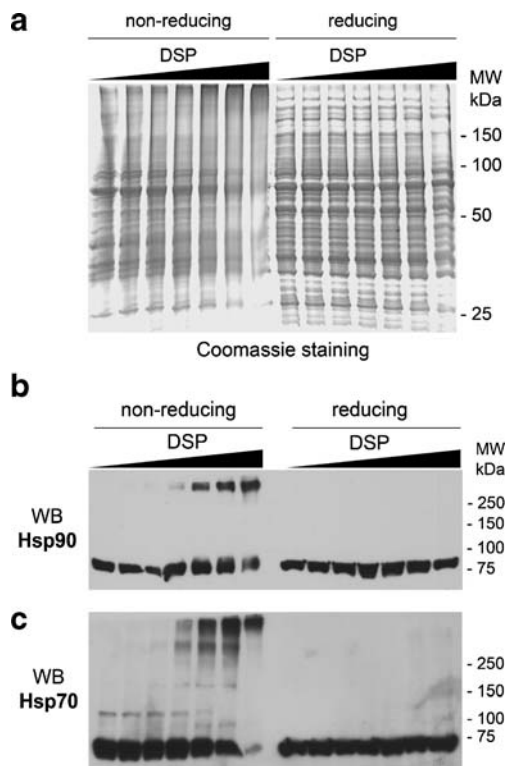 a
non-reducing reducing
DSP DSP
MW
kDa
- 150
- 100
- 50
- 25
Coomassie staining
b
non-reducing reducing
DSP DSP
MW
kDa
- 250
- 150
- 100
- 75
WB
Hsp90
c
- 250
- 150
- 100
- 75
WB
Hsp70